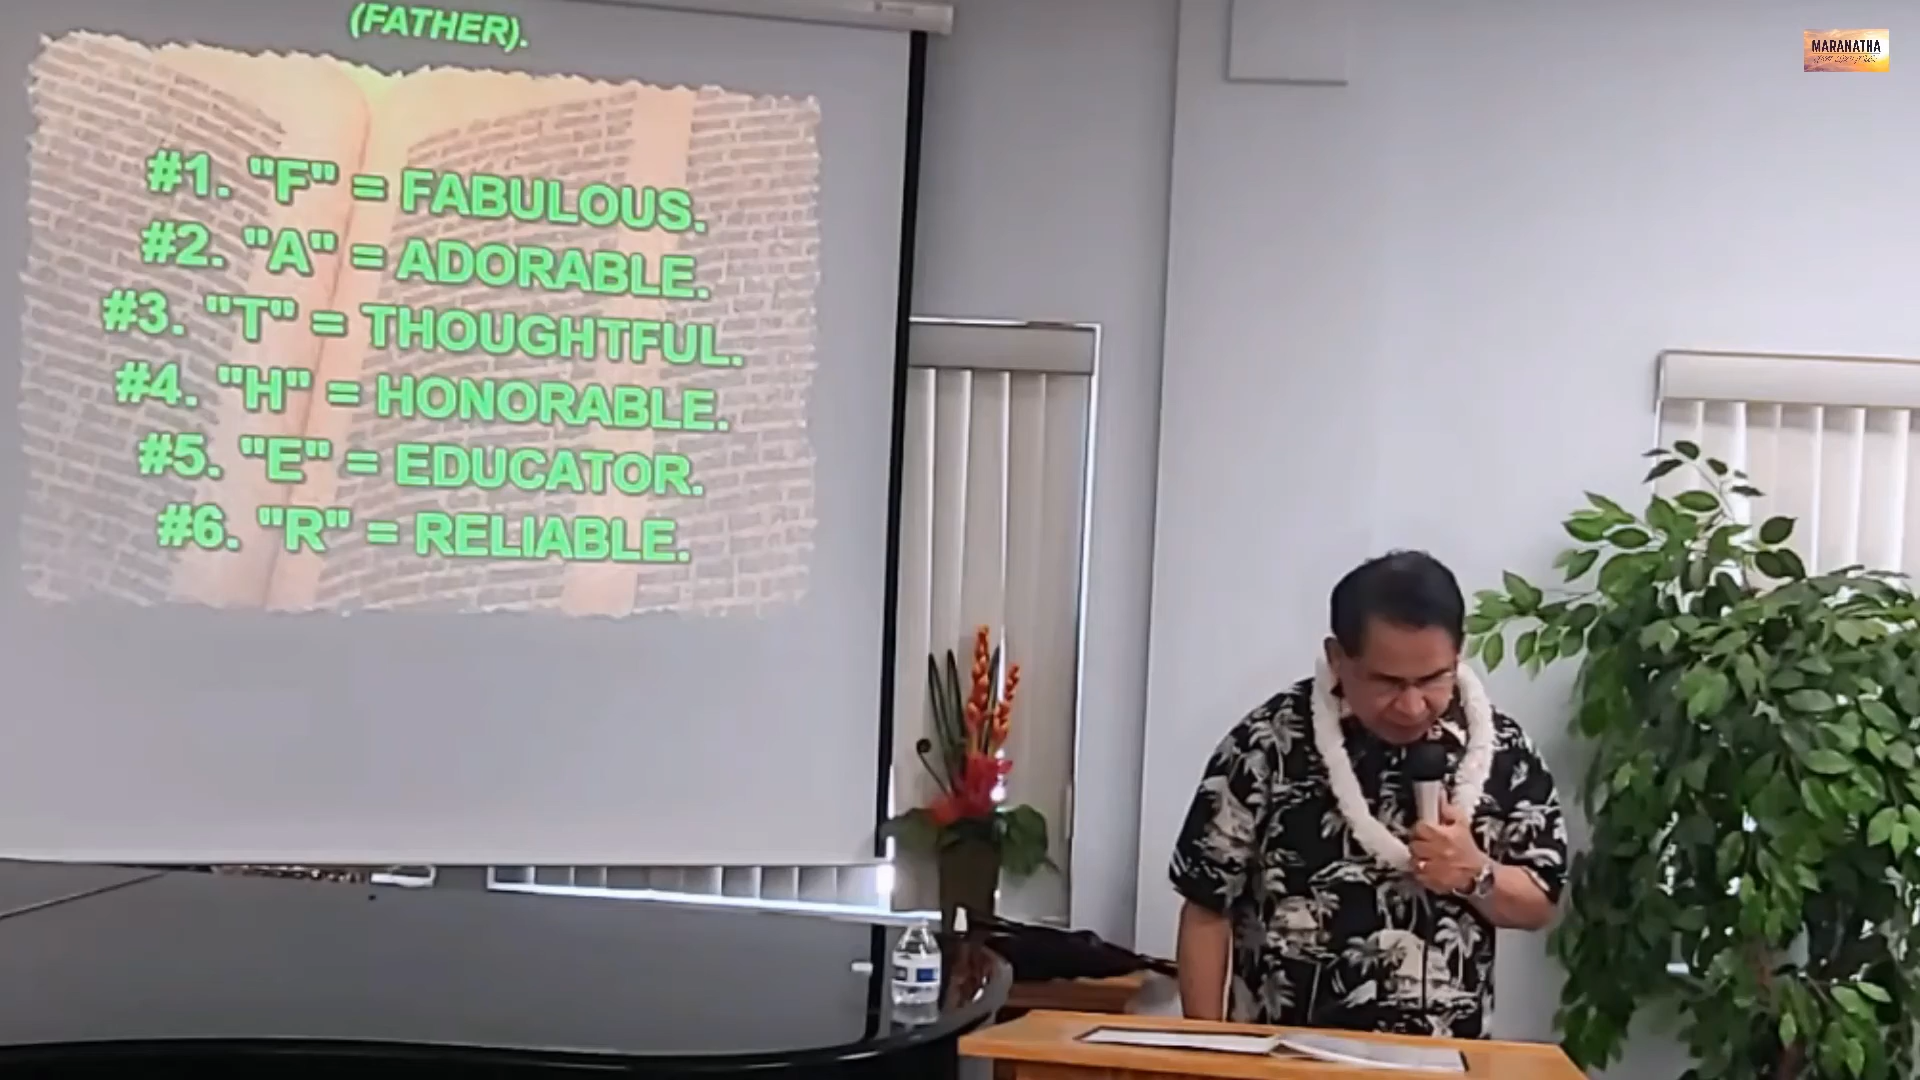 (FATHER).
#1. "F" = FABULOUS.
#2. "A" = ADORABLE.
#3. "T" = THOUGHTFUL.
#4. "H" = HONORABLE.
#5. "E" = EDUCATOR.
#6. "R" = RELIABLE.
MARANATHA